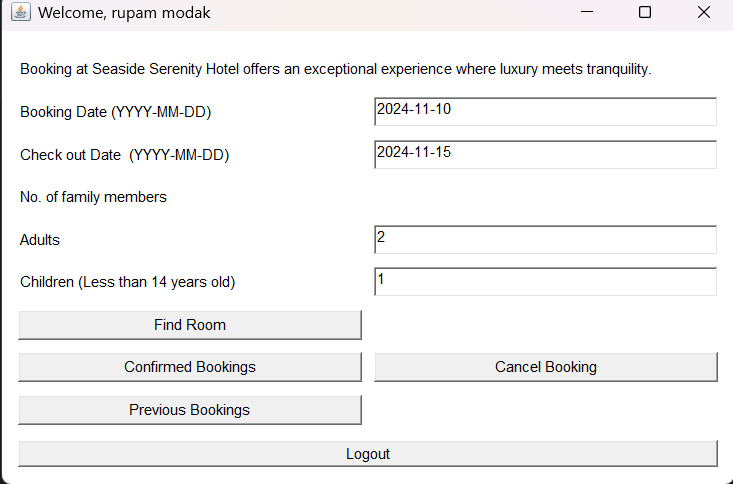 Welcome, rupam modak
Booking at Seaside Serenity Hotel offers an exceptional experience where luxury meets tranquility.
Booking Date (YYYY-MM-DD) 2024-11-10
Check out Date  (YYYY-MM-DD) 2024-11-15
No. of family members
Adults 2
Children (Less than 14 years old) 1
Find Room
Confirmed Bookings Cancel Booking
Previous Bookings
Logout